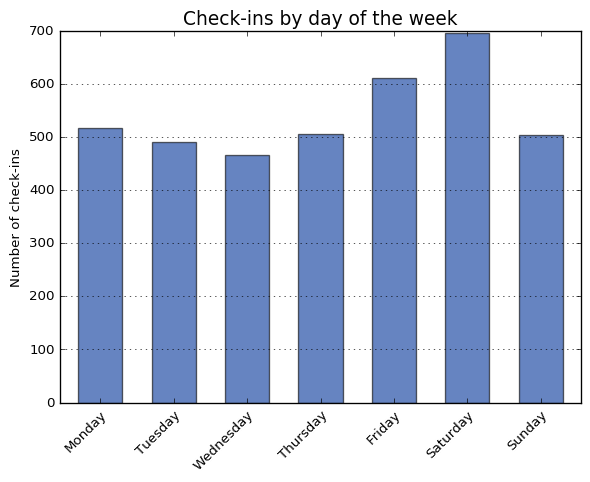 Check-ins by day of the week
700
600
500
400
300
200
100
0
Number of check-ins
Monday
Tuesday
Wednesday
Thursday
Friday
Saturday
Sunday